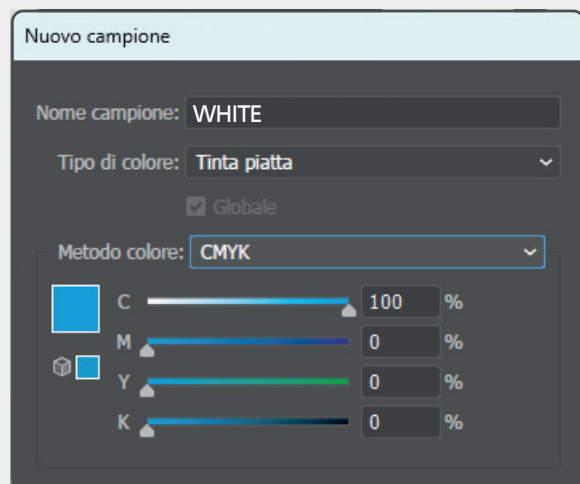 Nuovo campione
Nome campione: WHITE
Tipo di colore: Tinta piatta
Globale
Metodo colore: CMYK
C 100 %
M 0 %
Y 0 %
K 0 %